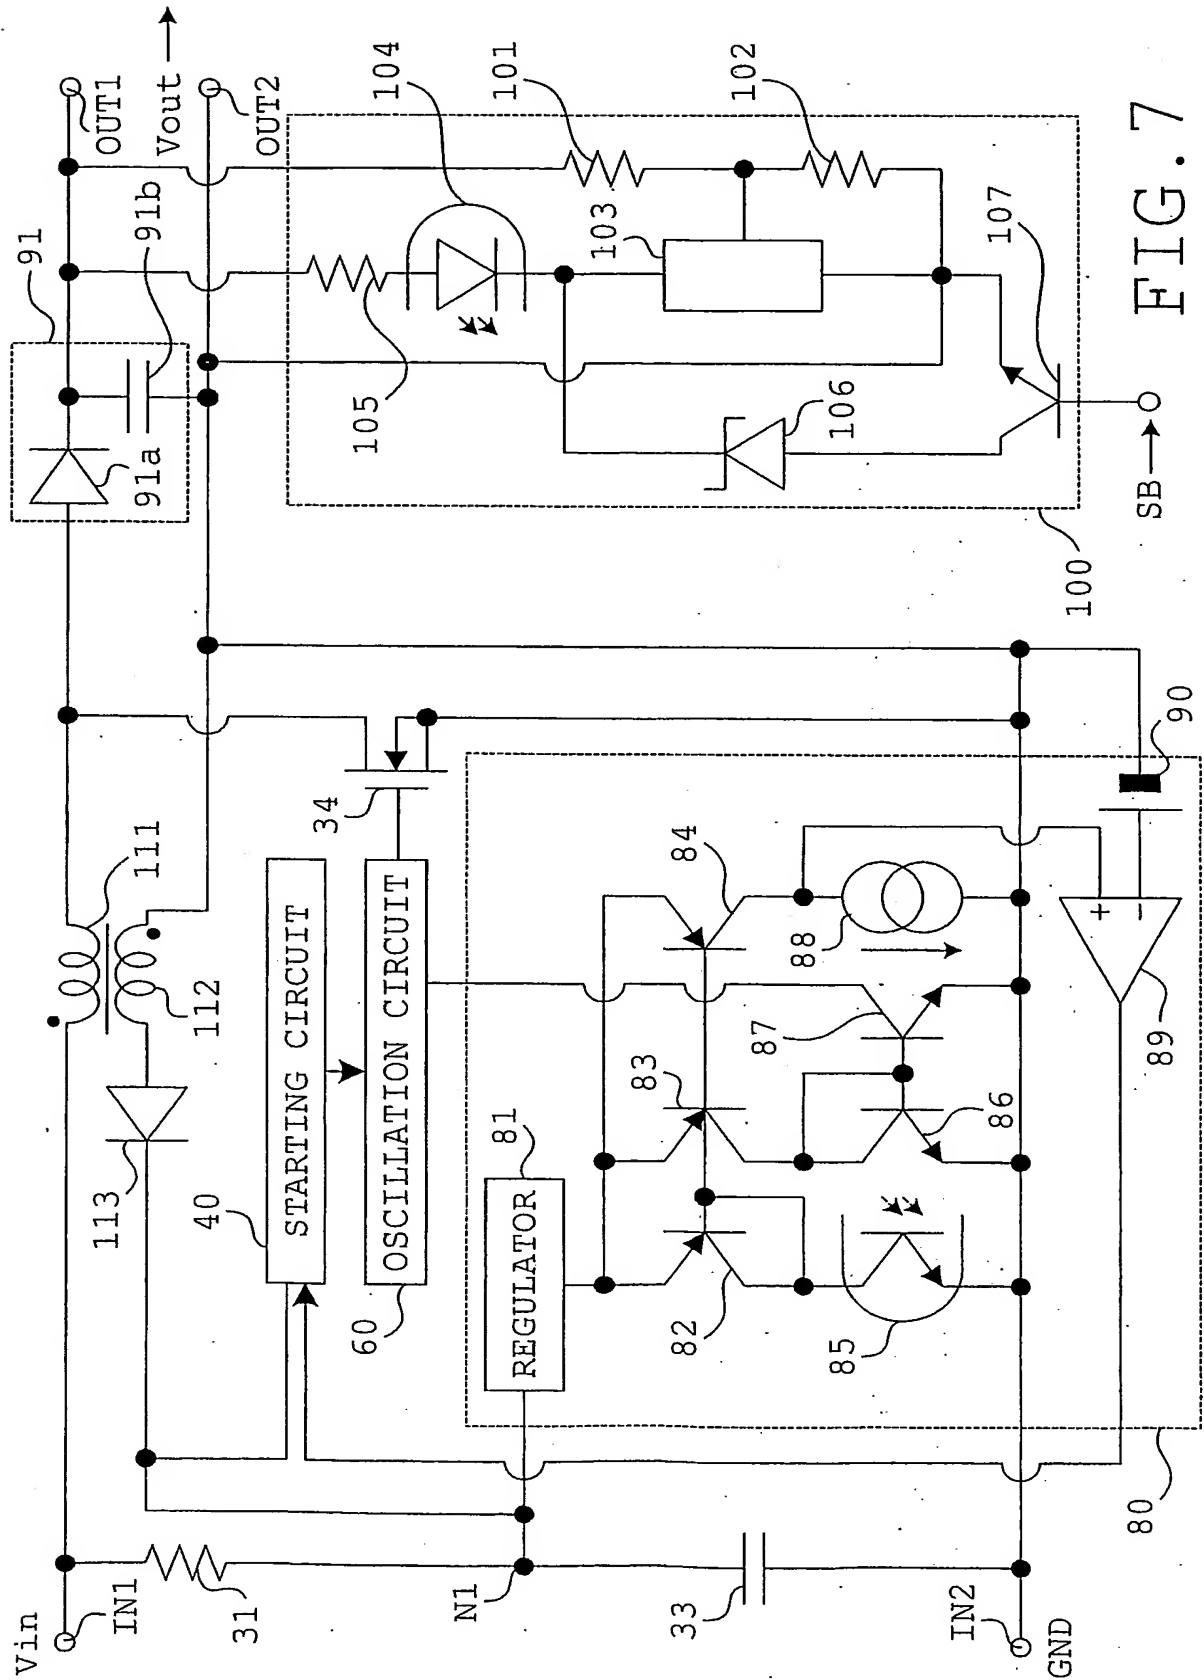 Vin
IN1
31
N1
33
IN2
GND
113
112
111
40
STARTING CIRCUIT
60
OSCILLATION CIRCUIT
34
81
REGULATOR
82
83
84
85
86
87
88
89
90
80
+
−
91
91a
91b
OUT1
Vout
OUT2
104
101
102
103
105
106
107
100
SB
FIG.7